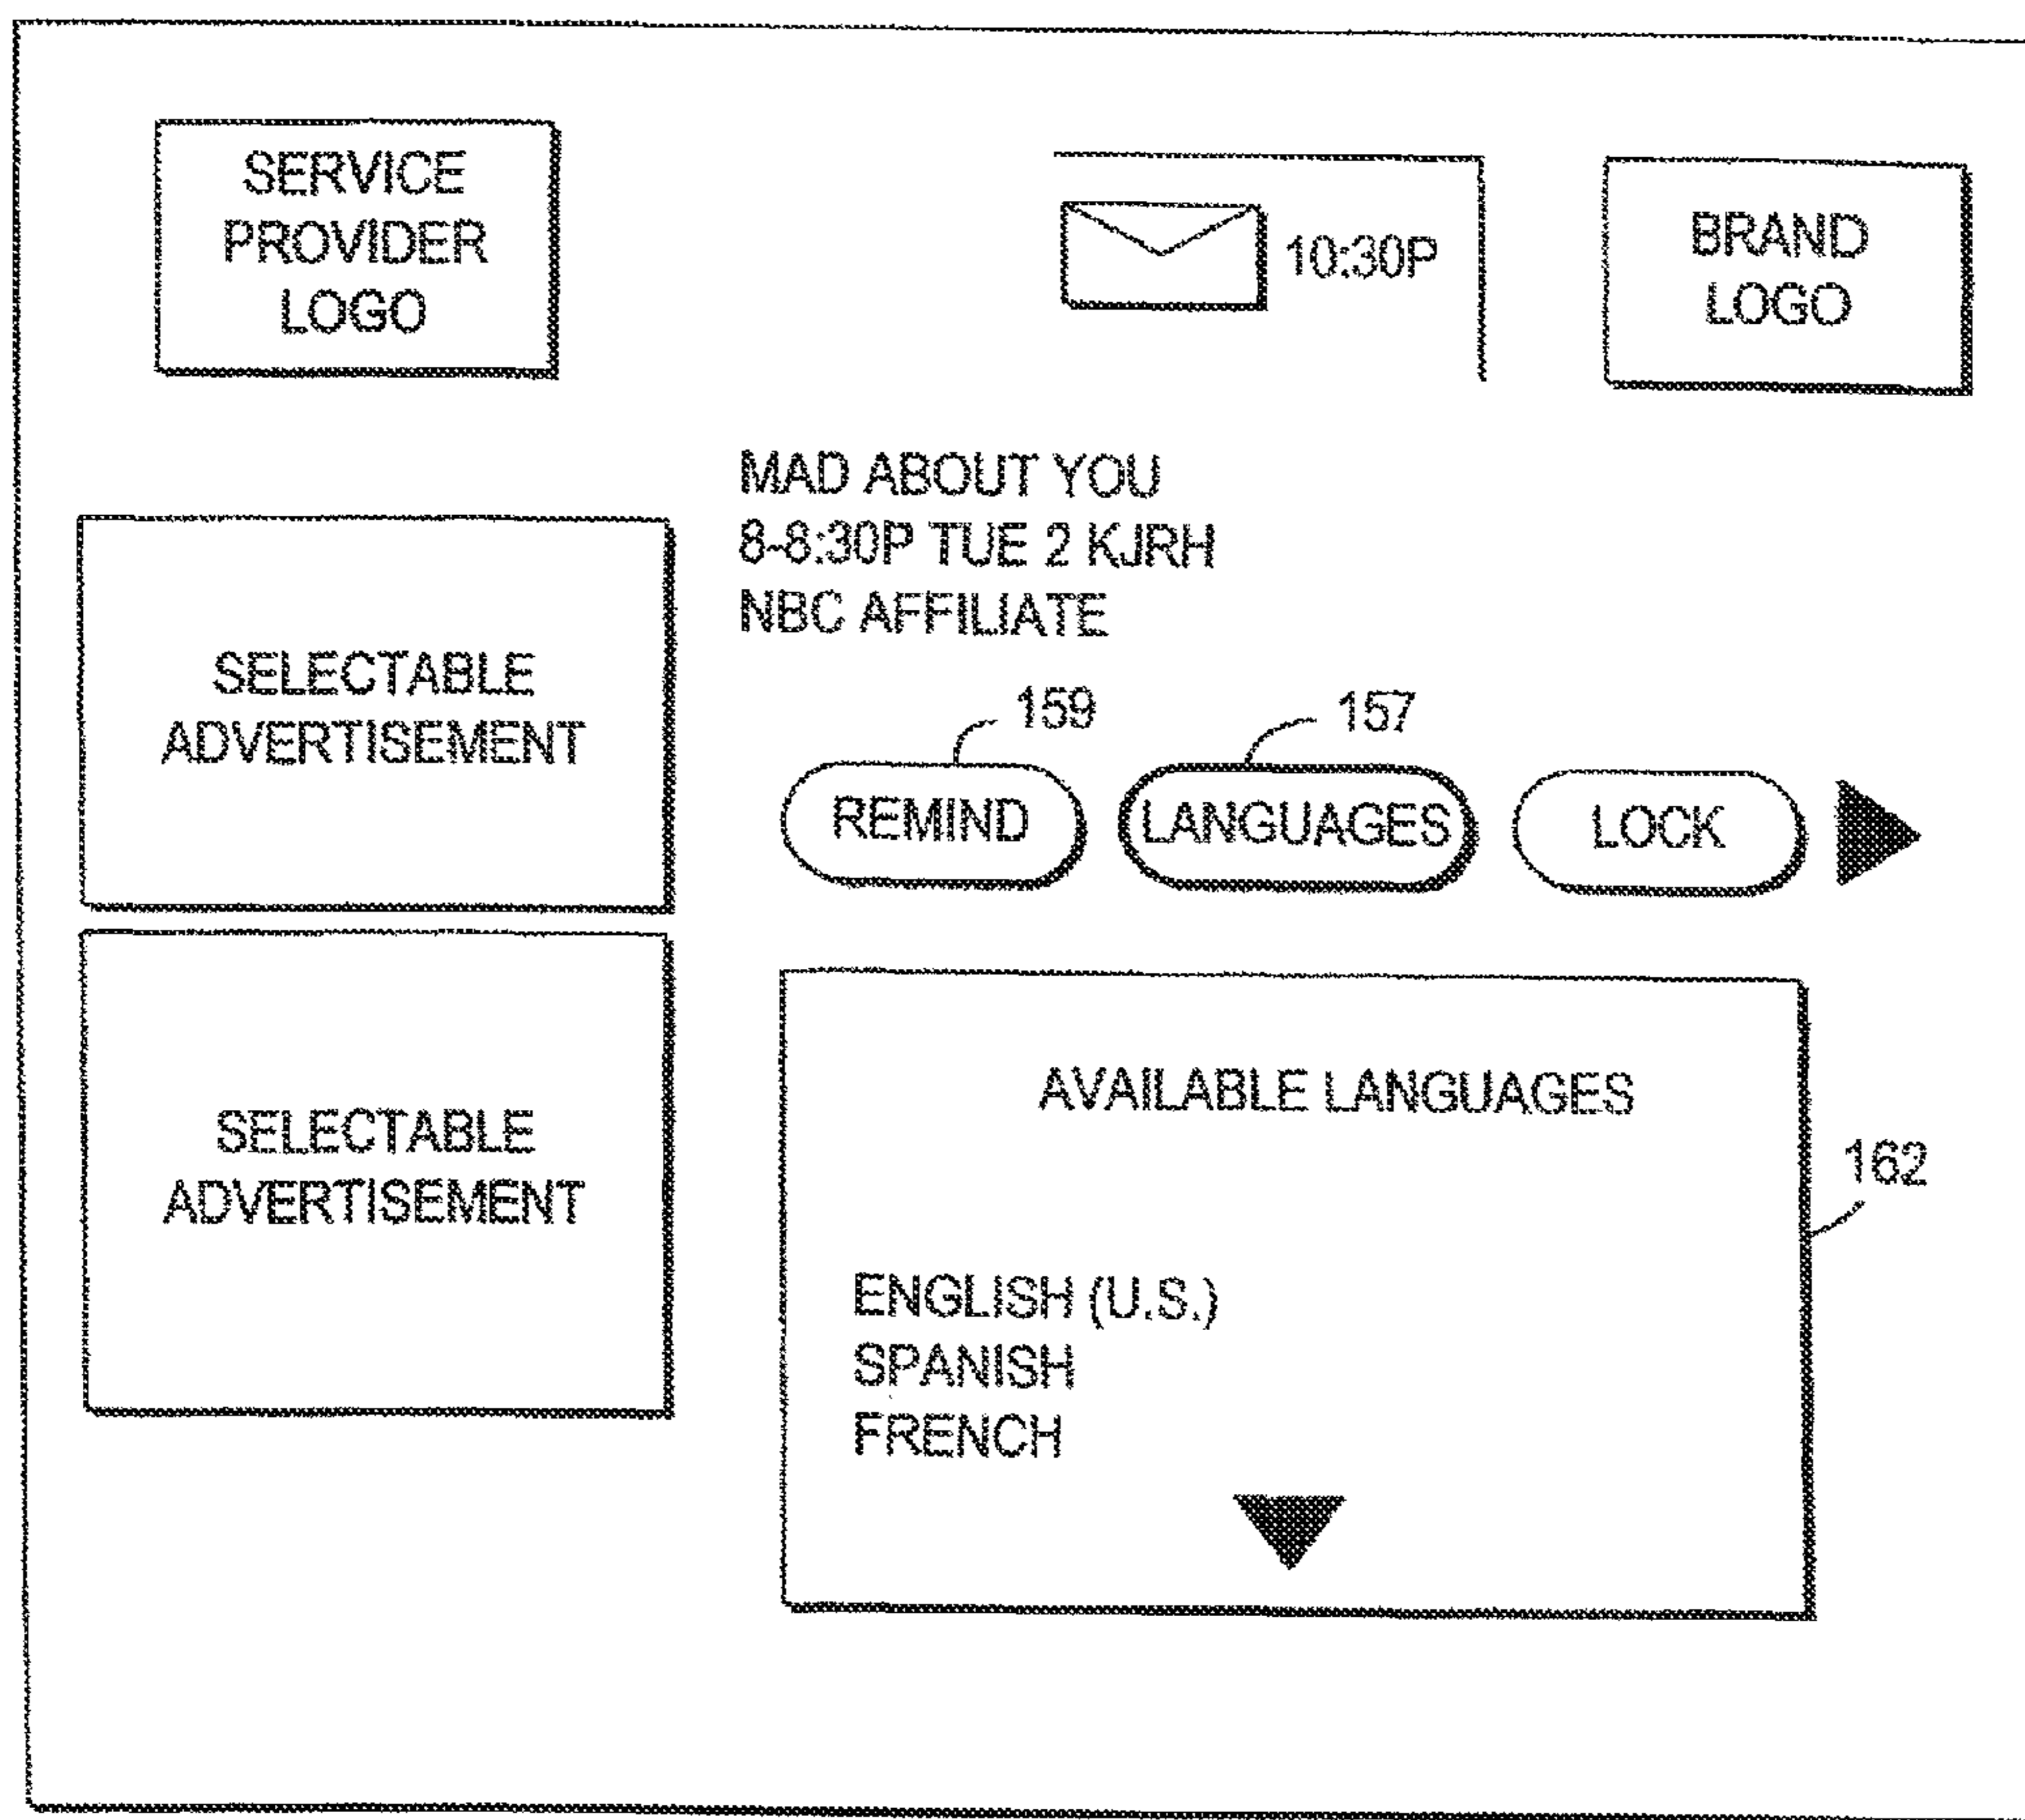 SERVICE
PROVIDER
LOGO
10:30P
BRAND
LOGO
MAD ABOUT YOU
8-8:30P TUE 2 KJRH
NBC AFFILIATE
SELECTABLE
ADVERTISEMENT
159
157
REMIND
LANGUAGES
LOCK
SELECTABLE
ADVERTISEMENT
AVAILABLE LANGUAGES
162
ENGLISH (U.S.)
SPANISH
FRENCH